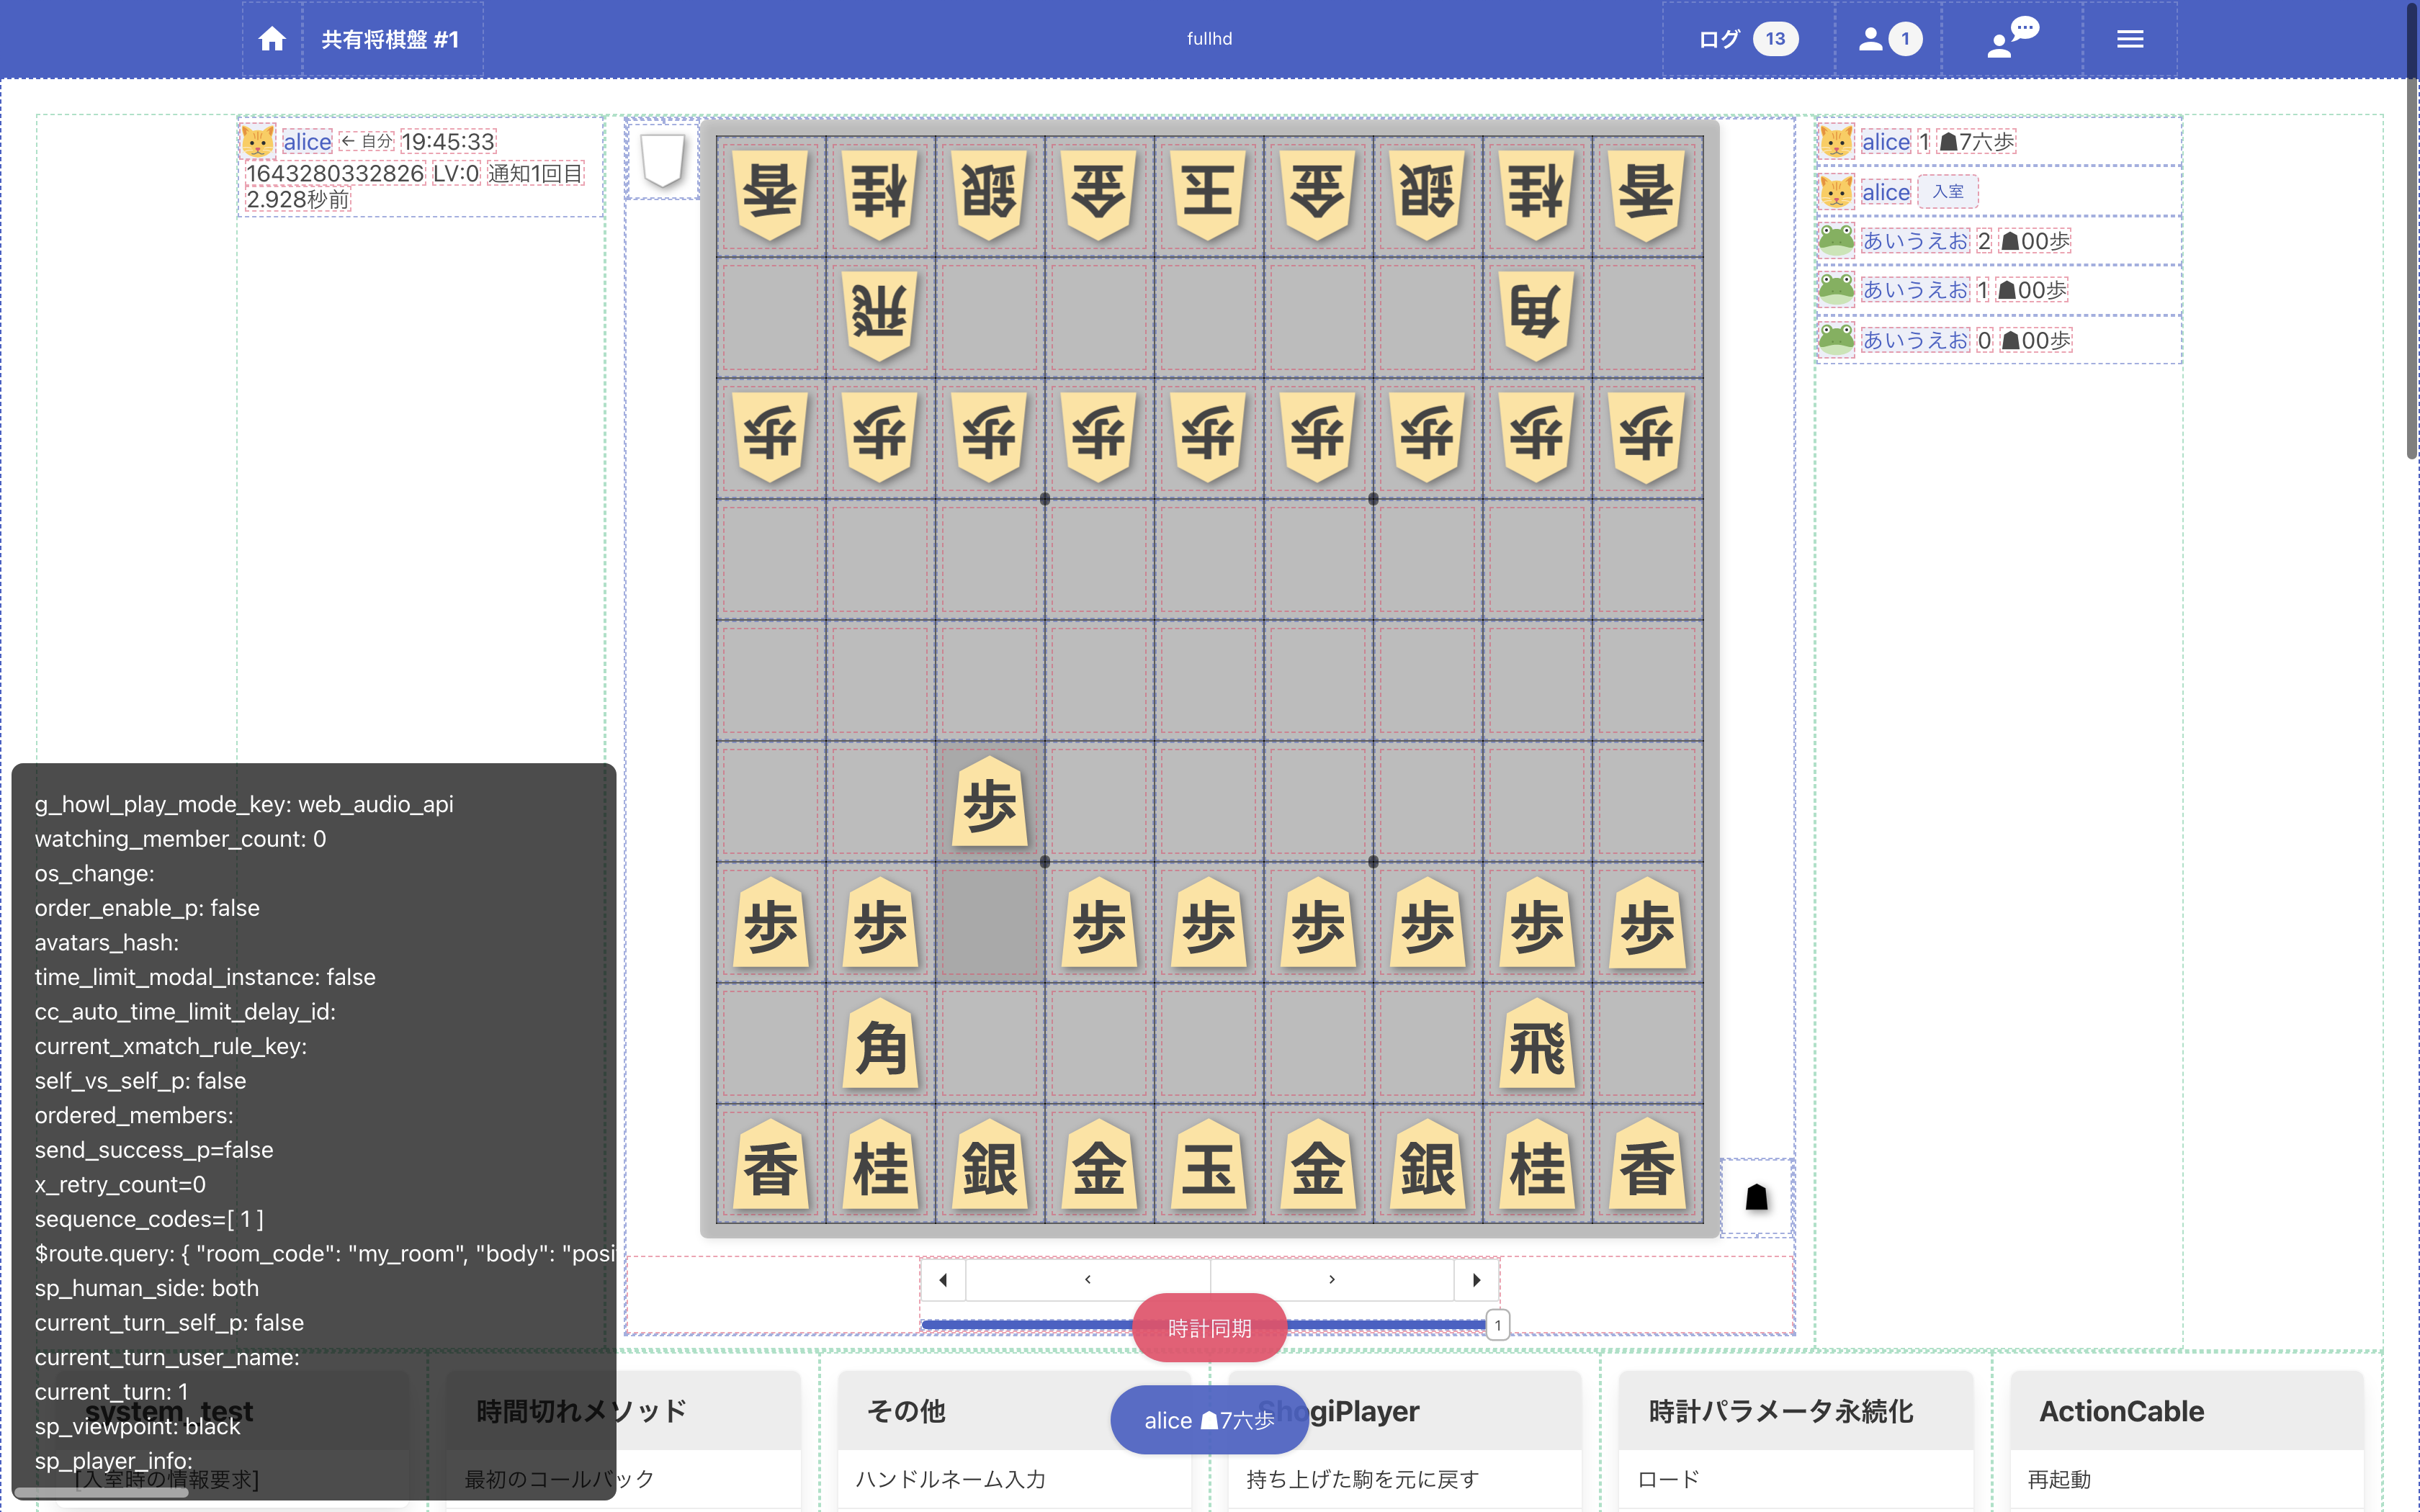 共有将棋盤 #1
fullhd
ログ 13
1
alice ← 自分 19:45:33
1643280332826 LV:0 通知1回目
2.928秒前
香 桂 銀 金 玉 金 銀 桂 香
飛 角
歩 歩 歩 歩 歩 歩 歩 歩 歩
歩
歩 歩 歩 歩 歩 歩 歩 歩
角 飛
香 桂 銀 金 玉 金 銀 桂 香
alice 1 ☗7六歩
alice 入室
あいうえお 2 ☗00歩
あいうえお 1 ☗00歩
あいうえお 0 ☗00歩
g_howl_play_mode_key: web_audio_api
watching_member_count: 0
os_change:
order_enable_p: false
avatars_hash:
time_limit_modal_instance: false
cc_auto_time_limit_delay_id:
current_xmatch_rule_key:
self_vs_self_p: false
ordered_members:
send_success_p=false
x_retry_count=0
sequence_codes=[ 1 ]
$route.query: { "room_code": "my_room", "body": "posi
sp_human_side: both
current_turn_self_p: false
current_turn_user_name:
current_turn: 1
sp_viewpoint: black
sp_player_info:
1
時計同期
alice ☗7六歩
system_test
[入室時の情報要求]
時間切れメソッド
最初のコールバック
その他
ハンドルネーム入力
ShogiPlayer
持ち上げた駒を元に戻す
時計パラメータ永続化
ロード
ActionCable
再起動